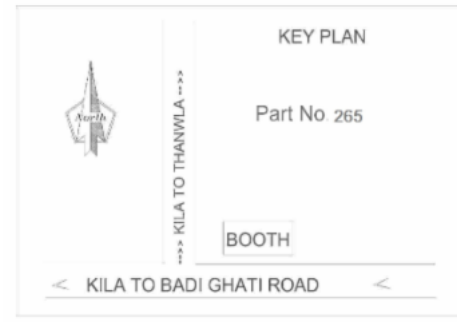 KEY PLAN
North
Part No. 265
-->> KILA TO THANWLA -->>
BOOTH
< KILA TO BADI GHATI ROAD <